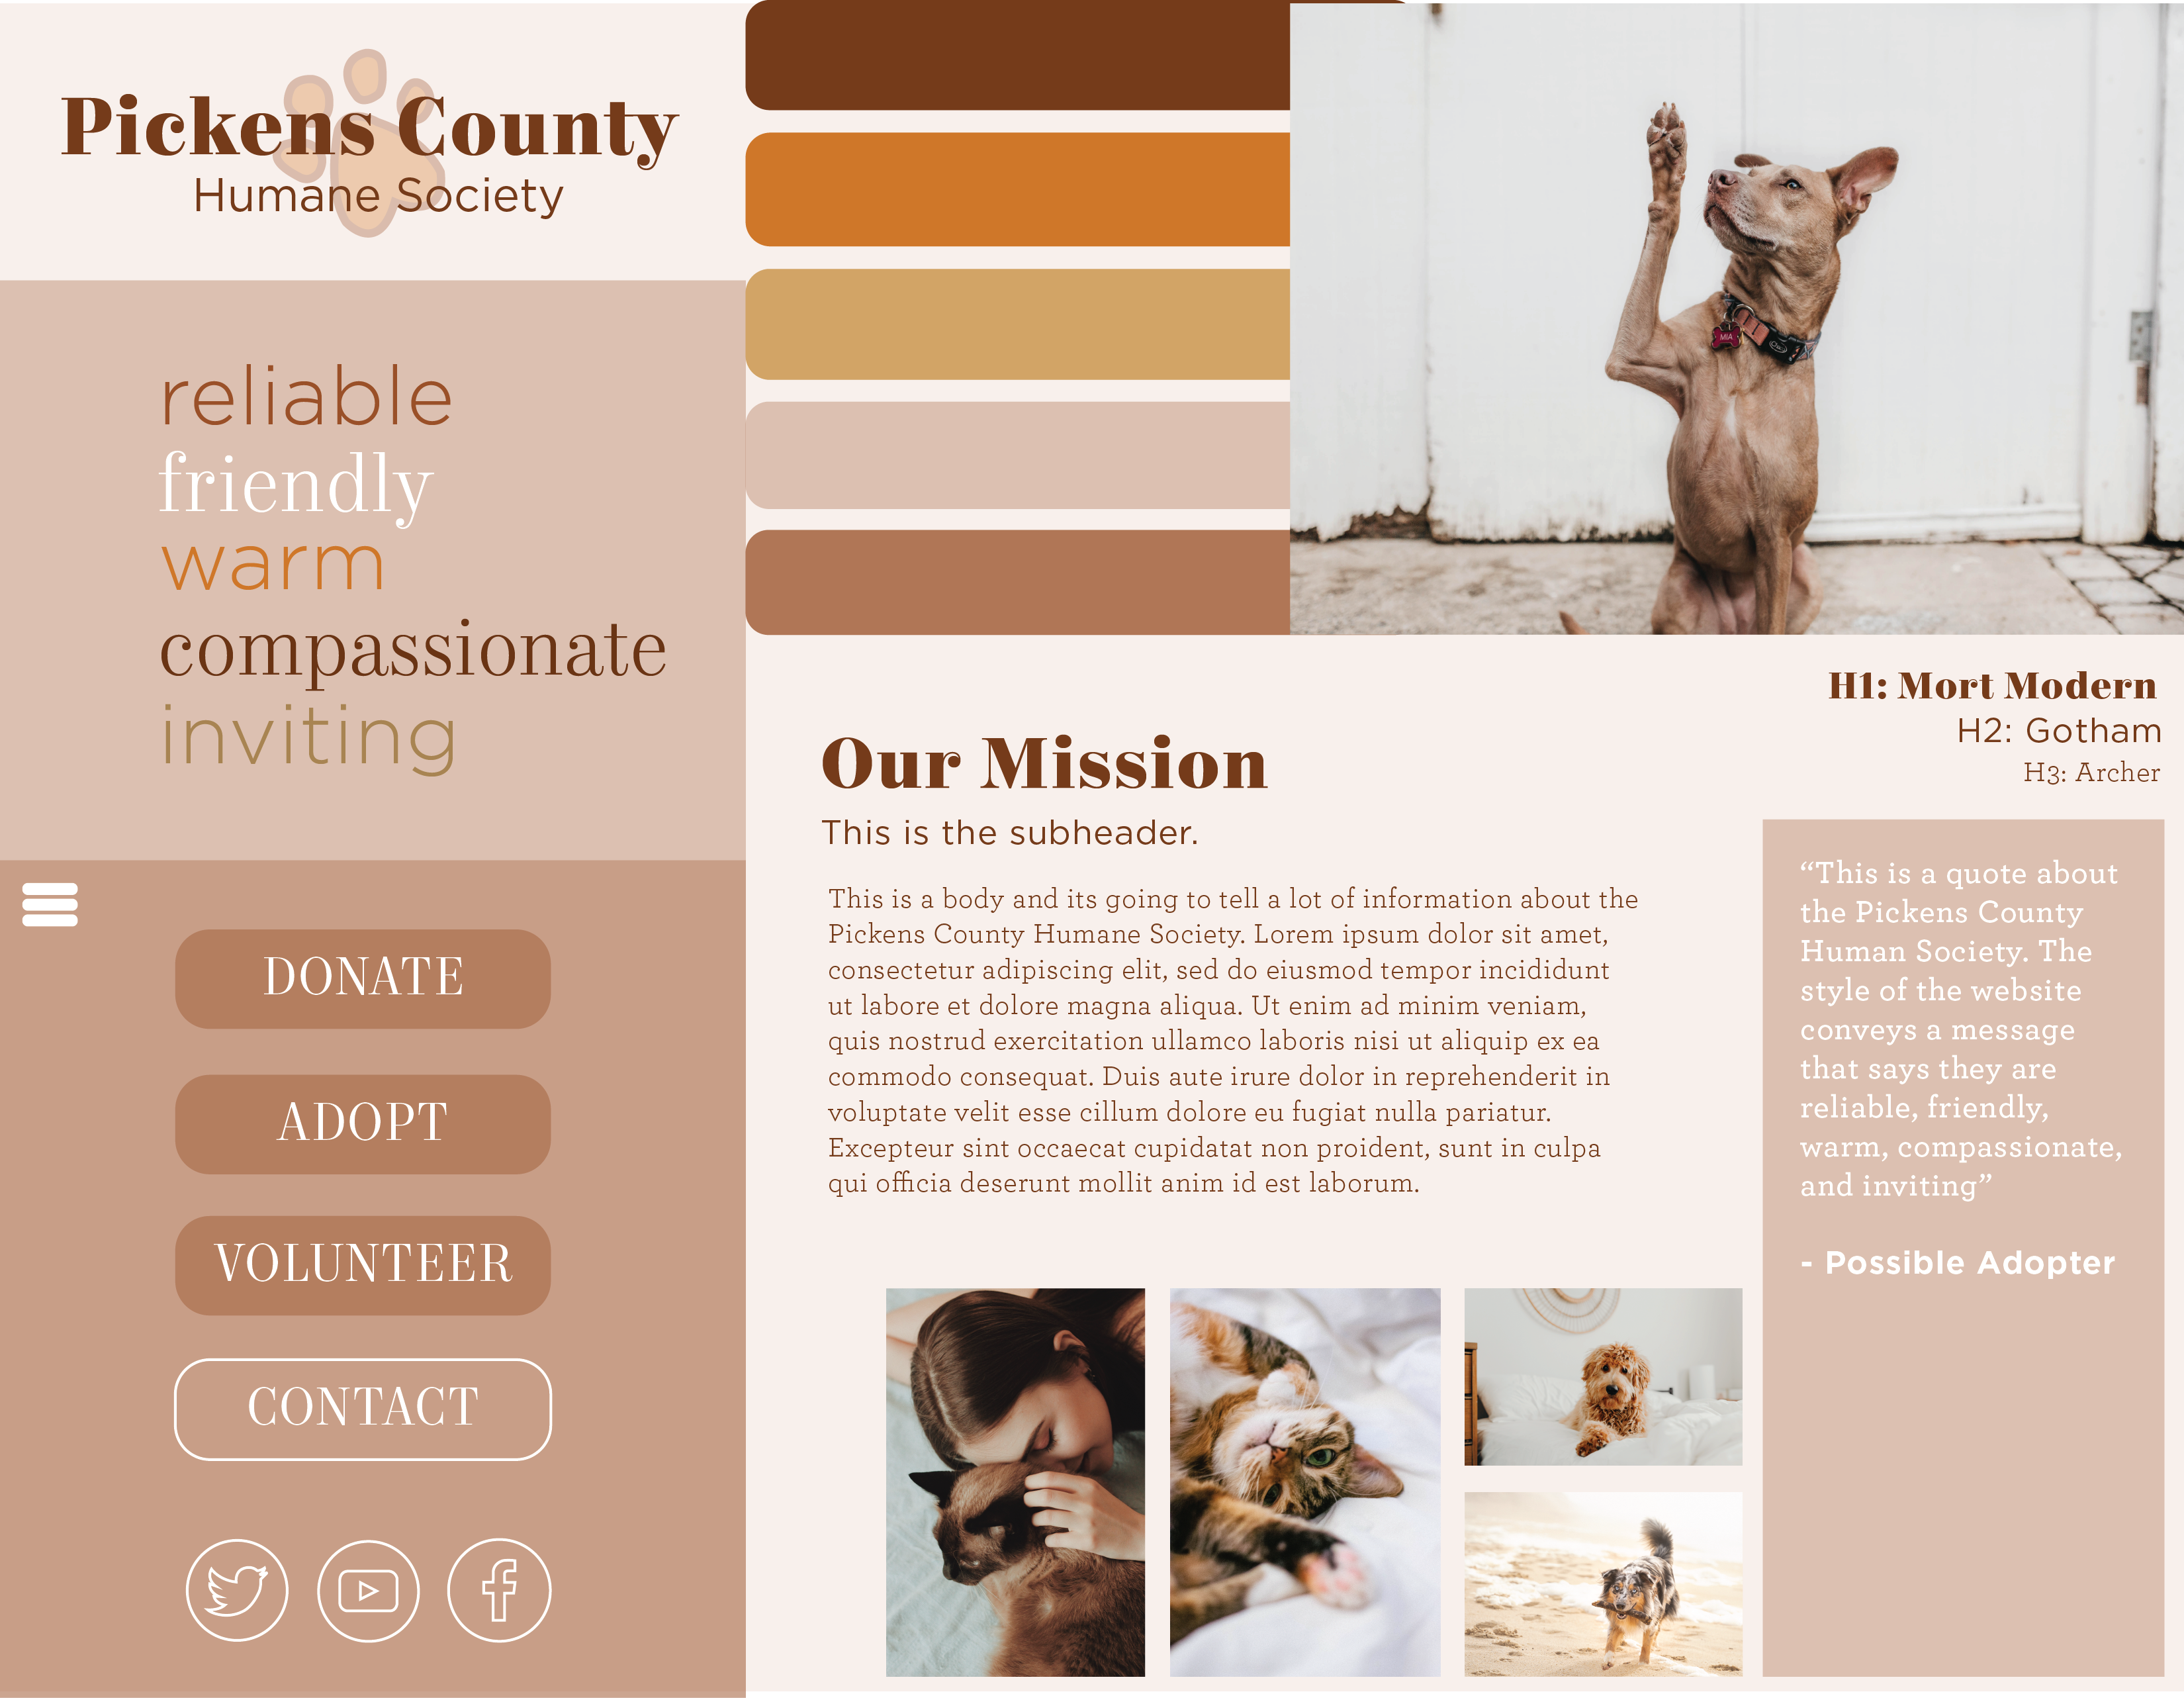 Pickens County
Humane Society
reliable
friendly
warm
compassionate
inviting
DONATE
ADOPT
VOLUNTEER
CONTACT
MIA
H1: Mort Modern
H2: Gotham
H3: Archer
Our Mission
This is the subheader.
This is a body and its going to tell a lot of information about the
Pickens County Humane Society. Lorem ipsum dolor sit amet,
consectetur adipiscing elit, sed do eiusmod tempor incididunt
ut labore et dolore magna aliqua. Ut enim ad minim veniam,
quis nostrud exercitation ullamco laboris nisi ut aliquip ex ea
commodo consequat. Duis aute irure dolor in reprehenderit in
voluptate velit esse cillum dolore eu fugiat nulla pariatur.
Excepteur sint occaecat cupidatat non proident, sunt in culpa
qui officia deserunt mollit anim id est laborum.
“This is a quote about
the Pickens County
Human Society. The
style of the website
conveys a message
that says they are
reliable, friendly,
warm, compassionate,
and inviting”
- Possible Adopter